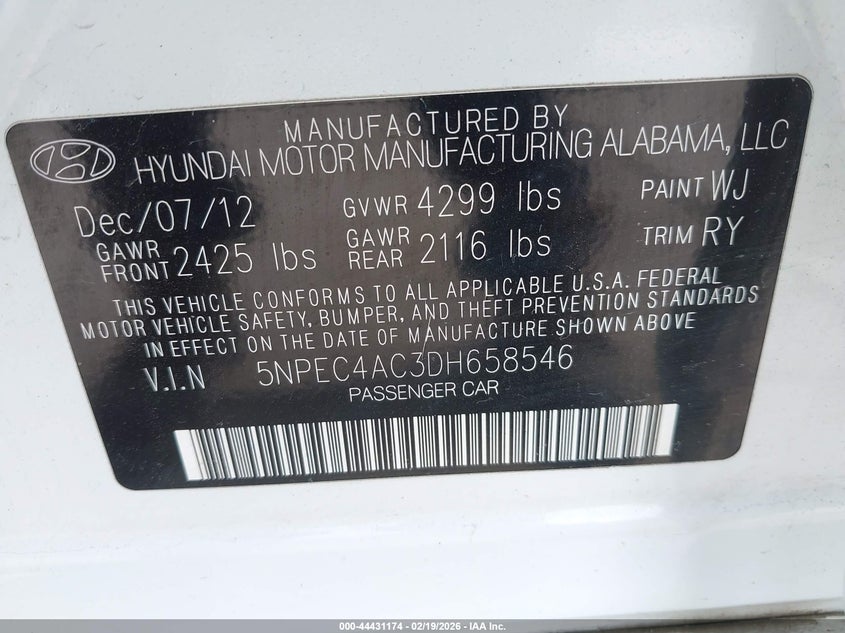 MANUFACTURED BY
HYUNDAI MOTOR MANUFACTURING ALABAMA, LLC
Dec/07/12 GVWR 4299 lbs PAINT WJ
GAWR FRONT 2425 lbs GAWR REAR 2116 lbs TRIM RY
THIS VEHICLE CONFORMS TO ALL APPLICABLE U.S.A. FEDERAL
MOTOR VEHICLE SAFETY, BUMPER, AND THEFT PREVENTION STANDARDS
IN EFFECT ON THE DATE OF MANUFACTURE SHOWN ABOVE
V.I.N 5NPEC4AC3DH658546
PASSENGER CAR
000-44431174 - 02/19/2026 - IAA Inc.